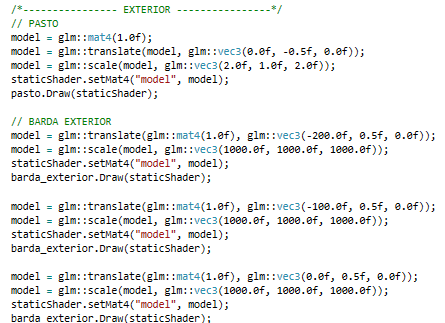 /*---------------- EXTERIOR ----------------*/
// PASTO
model = glm::mat4(1.0f);
model = glm::translate(model, glm::vec3(0.0f, -0.5f, 0.0f));
model = glm::scale(model, glm::vec3(2.0f, 1.0f, 2.0f));
staticShader.setMat4("model", model);
pasto.Draw(staticShader);

// BARDA EXTERIOR
model = glm::translate(glm::mat4(1.0f), glm::vec3(-200.0f, 0.5f, 0.0f));
model = glm::scale(model, glm::vec3(1000.0f, 1000.0f, 1000.0f));
staticShader.setMat4("model", model);
barda_exterior.Draw(staticShader);

model = glm::translate(glm::mat4(1.0f), glm::vec3(-100.0f, 0.5f, 0.0f));
model = glm::scale(model, glm::vec3(1000.0f, 1000.0f, 1000.0f));
staticShader.setMat4("model", model);
barda_exterior.Draw(staticShader);

model = glm::translate(glm::mat4(1.0f), glm::vec3(0.0f, 0.5f, 0.0f));
model = glm::scale(model, glm::vec3(1000.0f, 1000.0f, 1000.0f));
staticShader.setMat4("model", model);
barda_exterior.Draw(staticShader);